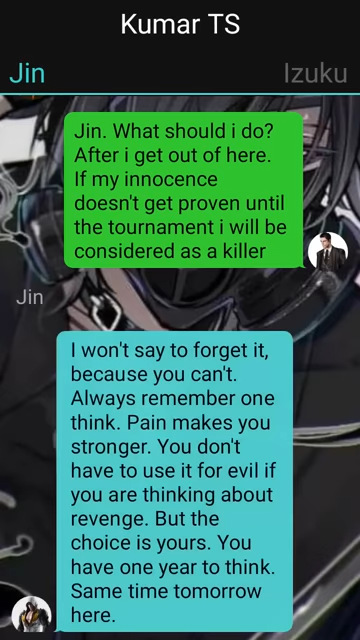 Kumar TS
Jin
Izuku
Jin. What should i do?
After i get out of here.
If my innocence
doesn't get proven until
the tournament i will be
considered as a killer
Jin
I won't say to forget it,
because you can't.
Always remember one
think. Pain makes you
stronger. You don't
have to use it for evil if
you are thinking about
revenge. But the
choice is yours. You
have one year to think.
Same time tomorrow
here.